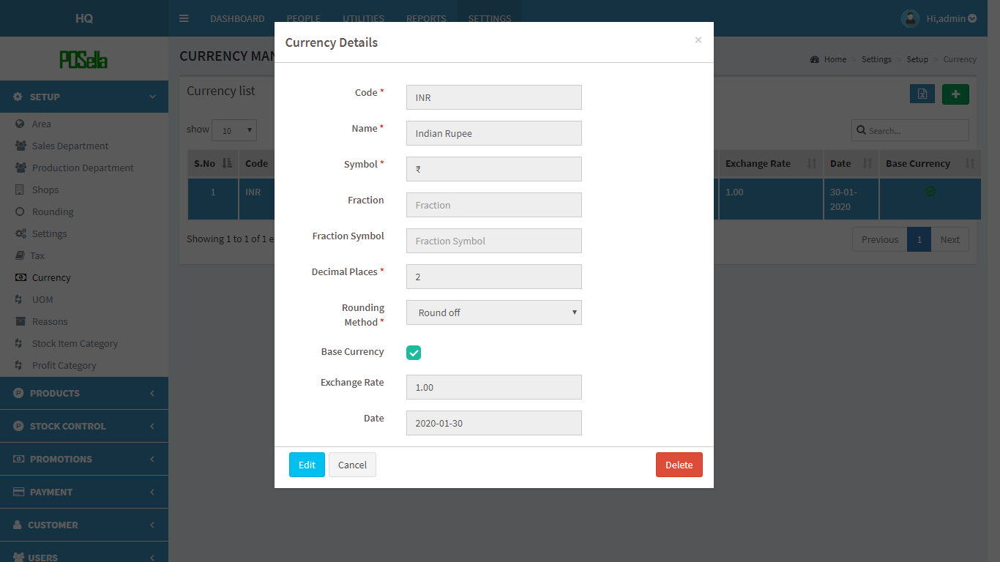 HQ
DASHBOARD
PEOPLE
UTILITIES
REPORTS
SETTINGS
Hi,admin
POSella
CURRENCY MAN
Home > Settings > Setup > Currency
SETUP
Area
Sales Department
Production Department
Shops
Rounding
Settings
Tax
Currency
UOM
Reasons
Stock Item Category
Profit Category
PRODUCTS
STOCK CONTROL
PROMOTIONS
PAYMENT
CUSTOMER
USERS
Currency list
show 10
Search...
S.No Code Exchange Rate Date Base Currency
1 INR 1.00 30-01-
2020
Showing 1 to 1 of 1 e
Previous 1 Next
Currency Details
×
Code * INR
Name * Indian Rupee
Symbol * ₹
Fraction Fraction
Fraction Symbol Fraction Symbol
Decimal Places * 2
Rounding
Method * Round off
Base Currency
Exchange Rate 1.00
Date 2020-01-30
Edit Cancel Delete